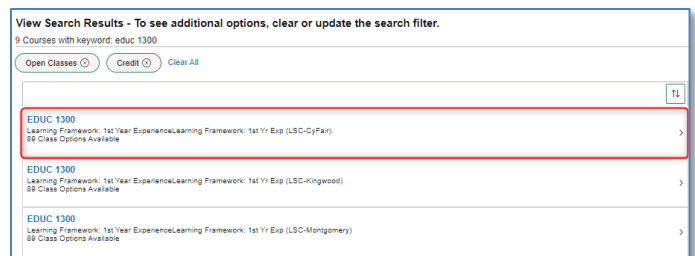 View Search Results - To see additional options, clear or update the search filter.
9 Courses with keyword: educ 1300
Open Classes Credit Clear All
EDUC 1300
Learning Framework: 1st Year ExperienceLearning Framework: 1st Yr Exp (LSC-CyFair)
89 Class Options Available
EDUC 1300
Learning Framework: 1st Year ExperienceLearning Framework: 1st Yr Exp (LSC-Kingwood)
89 Class Options Available
EDUC 1300
Learning Framework: 1st Year ExperienceLearning Framework: 1st Yr Exp (LSC-Montgomery)
89 Class Options Available